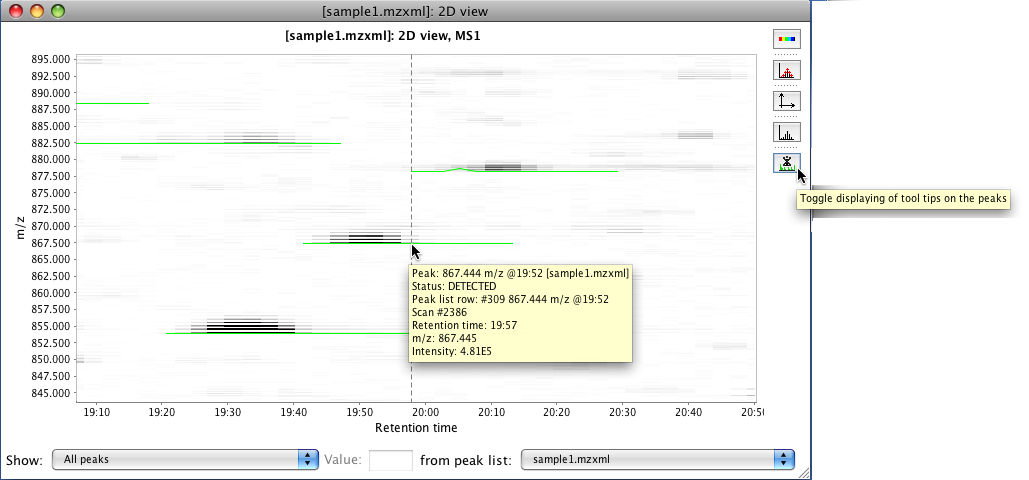 [sample1.mzxml]: 2D view
[sample1.mzxml]: 2D view, MS1
895.000
892.500
890.000
887.500
885.000
882.500
880.000
877.500
875.000
872.500
870.000
867.500
865.000
862.500
860.000
857.500
855.000
852.500
850.000
847.500
845.000
m/z
Toggle displaying of tool tips on the peaks
Peak: 867.444 m/z @19:52 [sample1.mzxml]
Status: DETECTED
Peak list row: #309 867.444 m/z @19:52
Scan #2386
Retention time: 19:57
m/z: 867.445
Intensity: 4.81E5
19:10 19:20 19:30 19:40 19:50 20:00 20:10 20:20 20:30 20:40
Retention time
Show: All peaks Value: from peak list: sample1.mzxml